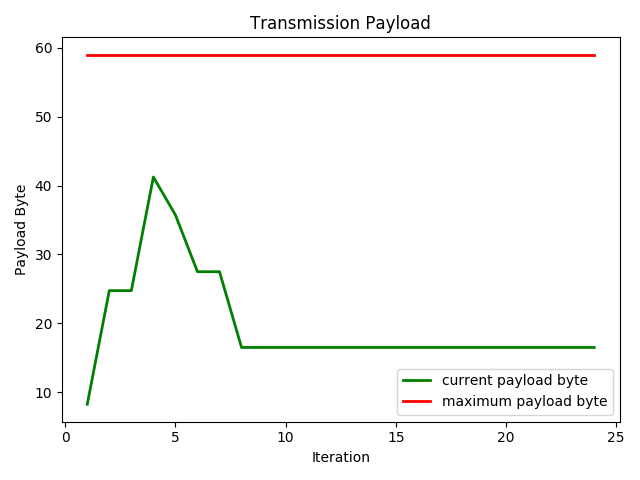 Transmission Payload
60
50
40
30
20
10
Payload Byte
current payload byte
maximum payload byte
0 5 10 15 20 25
Iteration